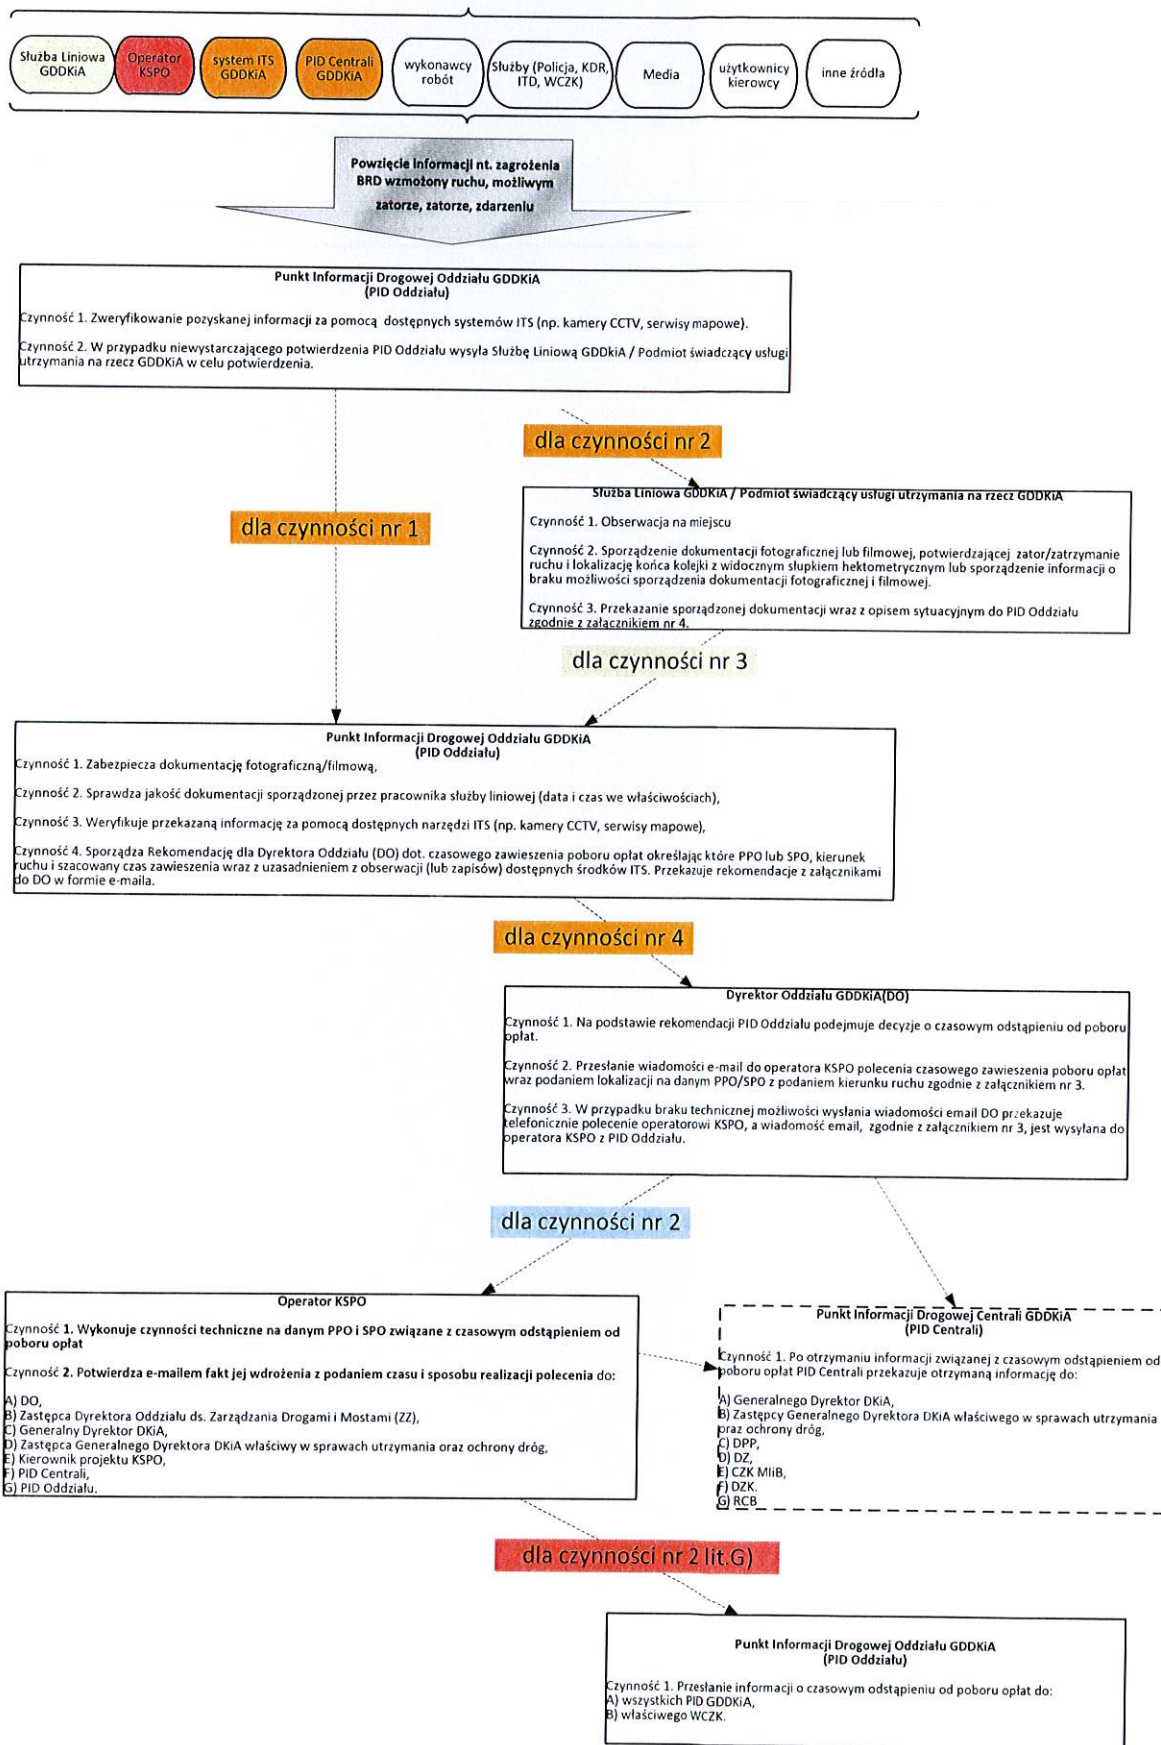 Służba Liniowa
GDDKiA
Operator
KSPO
system ITS
GDDKiA
PID Centrali
GDDKiA
wykonawcy
robót
Służby (Policja, KDR,
ITD, WCZK)
Media
użytkownicy
kierowcy
inne źródła
Powzięcie informacji nt. zagrożenia
BRD wzmożony ruchu, możliwym
zatorze, zatorze, zdarzeniu
Punkt Informacji Drogowej Oddziału GDDKiA
(PID Oddziału)
Czynność 1. Zweryfikowanie pozyskanej informacji za pomocą dostępnych systemów ITS (np. kamery CCTV, serwisy mapowe).
Czynność 2. W przypadku niewystarczającego potwierdzenia PID Oddziału wysyła Służbę Liniową GDDKiA / Podmiot świadczący usługi
utrzymania na rzecz GDDKiA w celu potwierdzenia.
dla czynności nr 2
dla czynności nr 1
Służba Liniowa GDDKiA / Podmiot świadczący usługi utrzymania na rzecz GDDKiA
Czynność 1. Obserwacja na miejscu
Czynność 2. Sporządzenie dokumentacji fotograficznej lub filmowej, potwierdzającej zator/zatrzymanie
ruchu i lokalizację końca kolejki z widocznym słupkiem hektometrycznym lub sporządzenie informacji o
braku możliwości sporządzenia dokumentacji fotograficznej i filmowej.
Czynność 3. Przekazanie sporządzonej dokumentacji wraz z opisem sytuacyjnym do PID Oddziału
zgodnie z załącznikiem nr 4.
dla czynności nr 3
Punkt Informacji Drogowej Oddziału GDDKiA
(PID Oddziału)
Czynność 1. Zabezpiecza dokumentację fotograficzną/filmową,
Czynność 2. Sprawdza jakość dokumentacji sporządzonej przez pracownika służby liniowej (data i czas we właściwościach),
Czynność 3. Weryfikuje przekazaną informację za pomocą dostępnych narzędzi ITS (np. kamery CCTV, serwisy mapowe),
Czynność 4. Sporządza Rekomendację dla Dyrektora Oddziału (DO) dot. czasowego zawieszenia poboru opłat określając które PPO lub SPO, kierunek
ruchu i szacowany czas zawieszenia wraz z uzasadnieniem z obserwacji (lub zapisów) dostępnych środków ITS. Przekazuje rekomendacje z załącznikami
do DO w formie e-maila.
dla czynności nr 4
Dyrektor Oddziału GDDKiA(DO)
Czynność 1. Na podstawie rekomendacji PID Oddziału podejmuje decyzje o czasowym odstąpieniu od poboru
opłat.
Czynność 2. Przesłanie wiadomości e-mail do operatora KSPO polecenia czasowego zawieszenia poboru opłat
wraz podaniem lokalizacji na danym PPO/SPO z podaniem kierunku ruchu zgodnie z załącznikiem nr 3.
Czynność 3. W przypadku braku technicznej możliwości wysłania wiadomości email DO przekazuje
telefonicznie polecenie operatorowi KSPO, a wiadomość email, zgodnie z załącznikiem nr 3, jest wysyłana do
operatora KSPO z PID Oddziału.
dla czynności nr 2
Operator KSPO
Czynność 1. Wykonuje czynności techniczne na danym PPO i SPO związane z czasowym odstąpieniem od
poboru opłat
Czynność 2. Potwierdza e-mailem fakt jej wdrożenia z podaniem czasu i sposobu realizacji polecenia do:
A) DO,
B) Zastępca Dyrektora Oddziału ds. Zarządzania Drogami i Mostami (ZZ),
C) Generalny Dyrektor DKiA,
D) Zastępca Generalnego Dyrektora DKiA właściwy w sprawach utrzymania oraz ochrony dróg,
E) Kierownik projektu KSPO,
F) PID Centrali,
G) PID Oddziału.
Punkt Informacji Drogowej Centrali GDDKiA
(PID Centrali)
Czynność 1. Po otrzymaniu informacji związanej z czasowym odstąpieniem od
poboru opłat PID Centrali przekazuje otrzymaną informację do:
A) Generalnego Dyrektor DKiA,
B) Zastępcy Generalnego Dyrektora DKiA właściwego w sprawach utrzymania
oraz ochrony dróg,
C) DPP,
D) DZ,
E) CZK MIiB,
F) DZK.
G) RCB
dla czynności nr 2 lit.G)
Punkt Informacji Drogowej Oddziału GDDKiA
(PID Oddziału)
Czynność 1. Przesłanie informacji o czasowym odstąpieniu od poboru opłat do:
A) wszystkich PID GDDKiA,
B) właściwego WCZK.